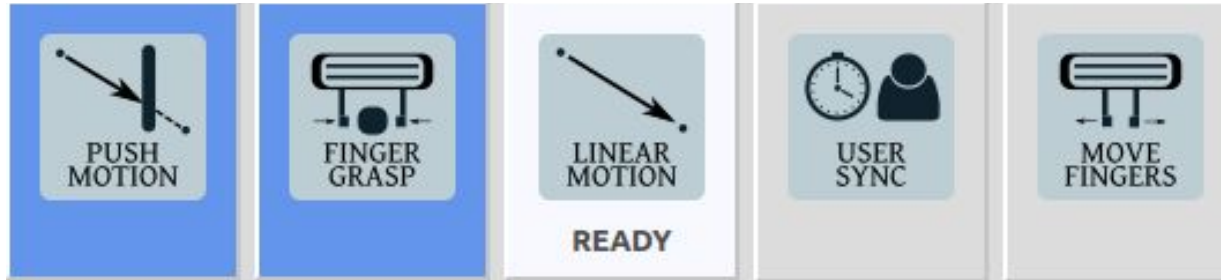 PUSH
MOTION
FINGER
GRASP
LINEAR
MOTION
READY
USER
SYNC
MOVE
FINGERS